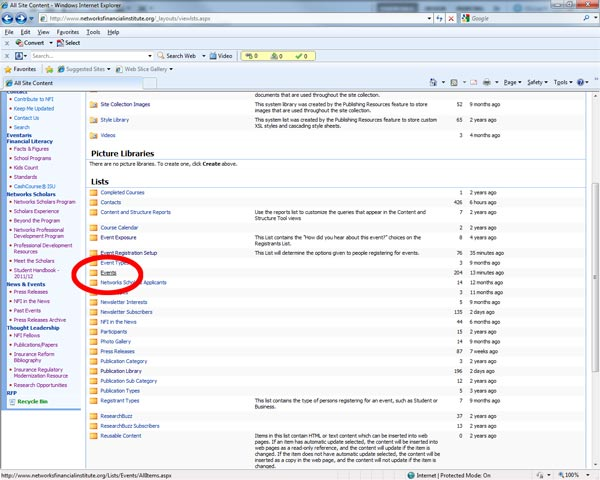 All Site Content - Windows Internet Explorer
http://www.networksfinancialinstitute.org/_layouts/viewlsts.aspx
Google
File Edit View Favorites Tools Help
Convert Select
Search... Search Web Video
Favorites Suggested Sites Web Slice Gallery
All Site Content
Page Safety Tools
Contact
Contribute to NFI
Keep Me Updated
Contact Us
Search
Eventaris
Financial Literacy
Facts & Figures
School Programs
Kids Count
Standards
CashCourse@ISU
Networks Scholars
Networks Scholars Program
Scholars Experience
Beyond the Program
Networks Professional
Development Program
Professional Development
Resources
Meet the Scholars
Student Handbook -
2011/12
News & Events
Press Releases
NFI in the News
Past Events
Press Releases Archive
Thought Leadership
NFI Fellows
Publications/Papers
Insurance Reform
Bibliography
Insurance Regulatory
Modernization Resource
Research Opportunities
RFP
Recycle Bin
documents that are used throughout the site collection.
Site Collection Images This system library was created by the Publishing Resources feature to store 52 9 months ago
images that are used throughout the site collection.
Style Library This system list was created by the Publishing Resources feature to store custom 65 2 years ago
XSL styles and cascading style sheets.
Videos 3 4 months ago
Picture Libraries
There are no picture libraries. To create one, click Create above.
Lists
Completed Courses 1 2 years ago
Contacts 426 6 hours ago
Content and Structure Reports Use the reports list to customize the queries that appear in the Content and 7 2 years ago
Structure Tool views
Course Calendar 2 2 years ago
Event Exposure This List contains the "How did you hear about this event?" choices on the 8 4 months ago
Registrants List.
Event Registration Setup This List will determine the options given to people registering for events. 76 35 minutes ago
Event Types 9 months ago
Events 204 13 minutes ago
Networks Scholars Applicants 14 12 months ago
3 11 months ago
Newsletter Interests 5 9 months ago
Newsletter Subscribers 135 2 days ago
NFI in the News 44 6 months ago
Participants 15 2 years ago
Photo Gallery 14 9 months ago
Press Releases 87 7 weeks ago
Publication Category 3 2 years ago
Publication Library 196 2 days ago
Publication Sub Category 12 2 years ago
Publication Types 5 3 years ago
Registrant Types This list contains the type of persons registering for an event, such as Student or 7 9 months ago
Business.
ResearchBuzz 37 2 years ago
ResearchBuzz Subscribers 13 2 years ago
Reusable Content Items in this list contain HTML or text content which can be inserted into web 0 2 years ago
pages. If an item has automatic update selected, the content will be inserted
into web pages as a read-only reference, and the content will update if the item
is changed. If the item does not have automatic update selected, the content will be
inserted as a copy in the web page, and the content will not update if the item is
changed.
http://www.networksfinancialinstitute.org/Lists/Events/AllItems.aspx Internet | Protected Mode: On 100%